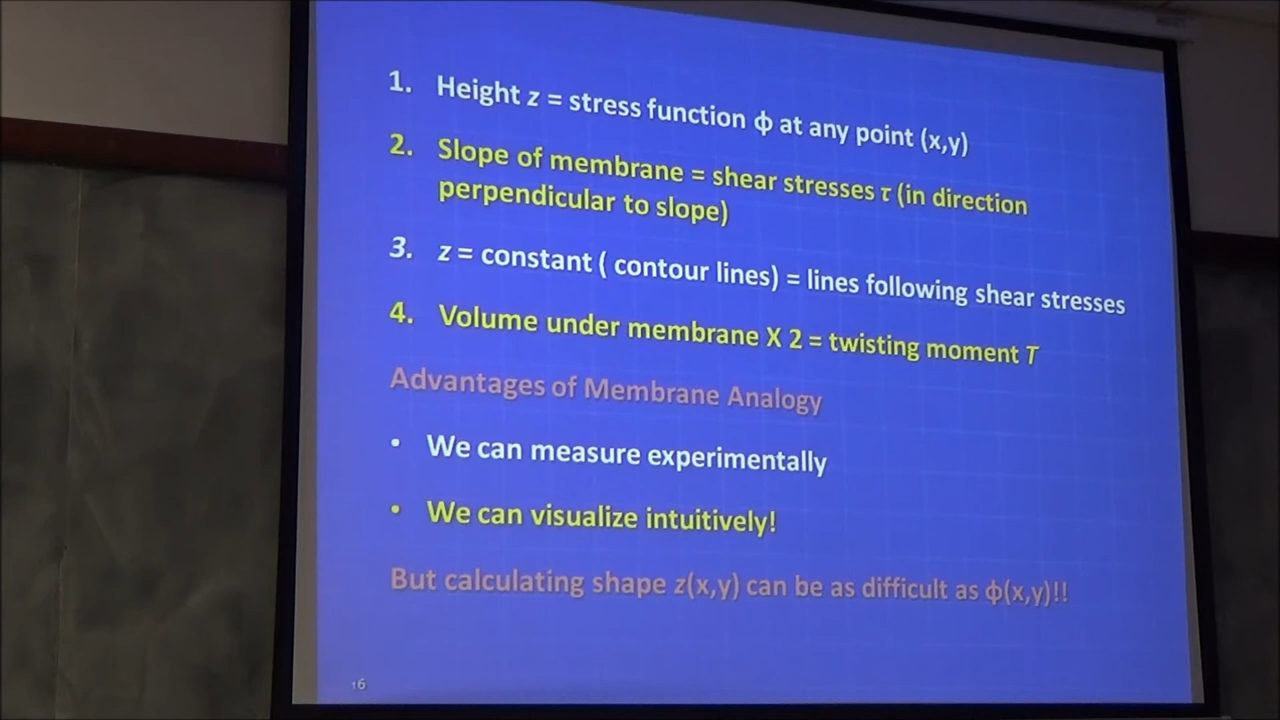 1. Height z = stress function ϕ at any point (x,y)
2. Slope of membrane = shear stresses τ (in direction
perpendicular to slope)
3. z = constant ( contour lines) = lines following shear stresses
4. Volume under membrane X 2 = twisting moment T
Advantages of Membrane Analogy
• We can measure experimentally
• We can visualize intuitively!
But calculating shape z(x,y) can be as difficult as ϕ(x,y)!!
16